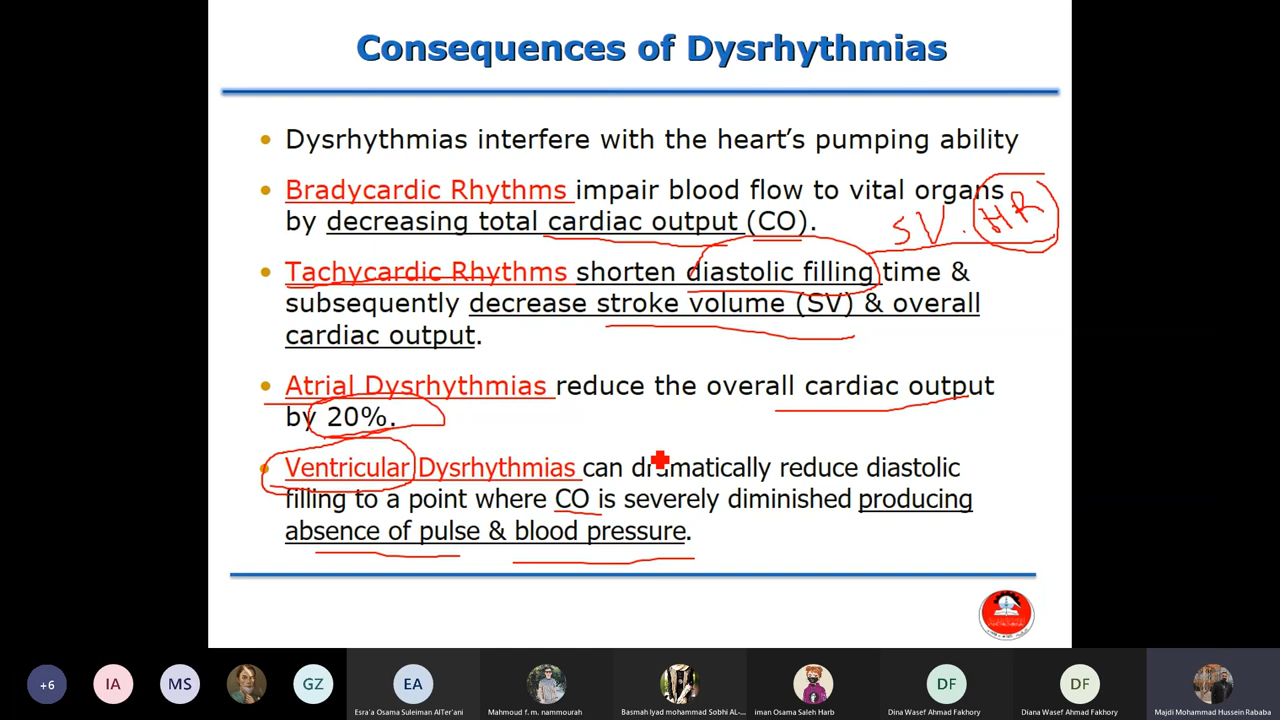 Consequences of Dysrhythmias
• Dysrhythmias interfere with the heart's pumping ability
• Bradycardic Rhythms impair blood flow to vital organs
by decreasing total cardiac output (CO).
SV . HR
• Tachycardic Rhythms shorten diastolic filling time &
subsequently decrease stroke volume (SV) & overall
cardiac output.
• Atrial Dysrhythmias reduce the overall cardiac output
by 20%.
• Ventricular Dysrhythmias can dramatically reduce diastolic
filling to a point where CO is severely diminished producing
absence of pulse & blood pressure.
+6
IA
MS
GZ
EA
DF
DF
Esra'a Osama Suleiman AlTer'ani
Mahmoud f. m. nammourah
Basmah Iyad mohammad Sobhi AL-...
iman Osama Saleh Harb
Dina Wasef Ahmad Fakhory
Diana Wasef Ahmad Fakhory
Majdi Mohammad Hussein Rababa